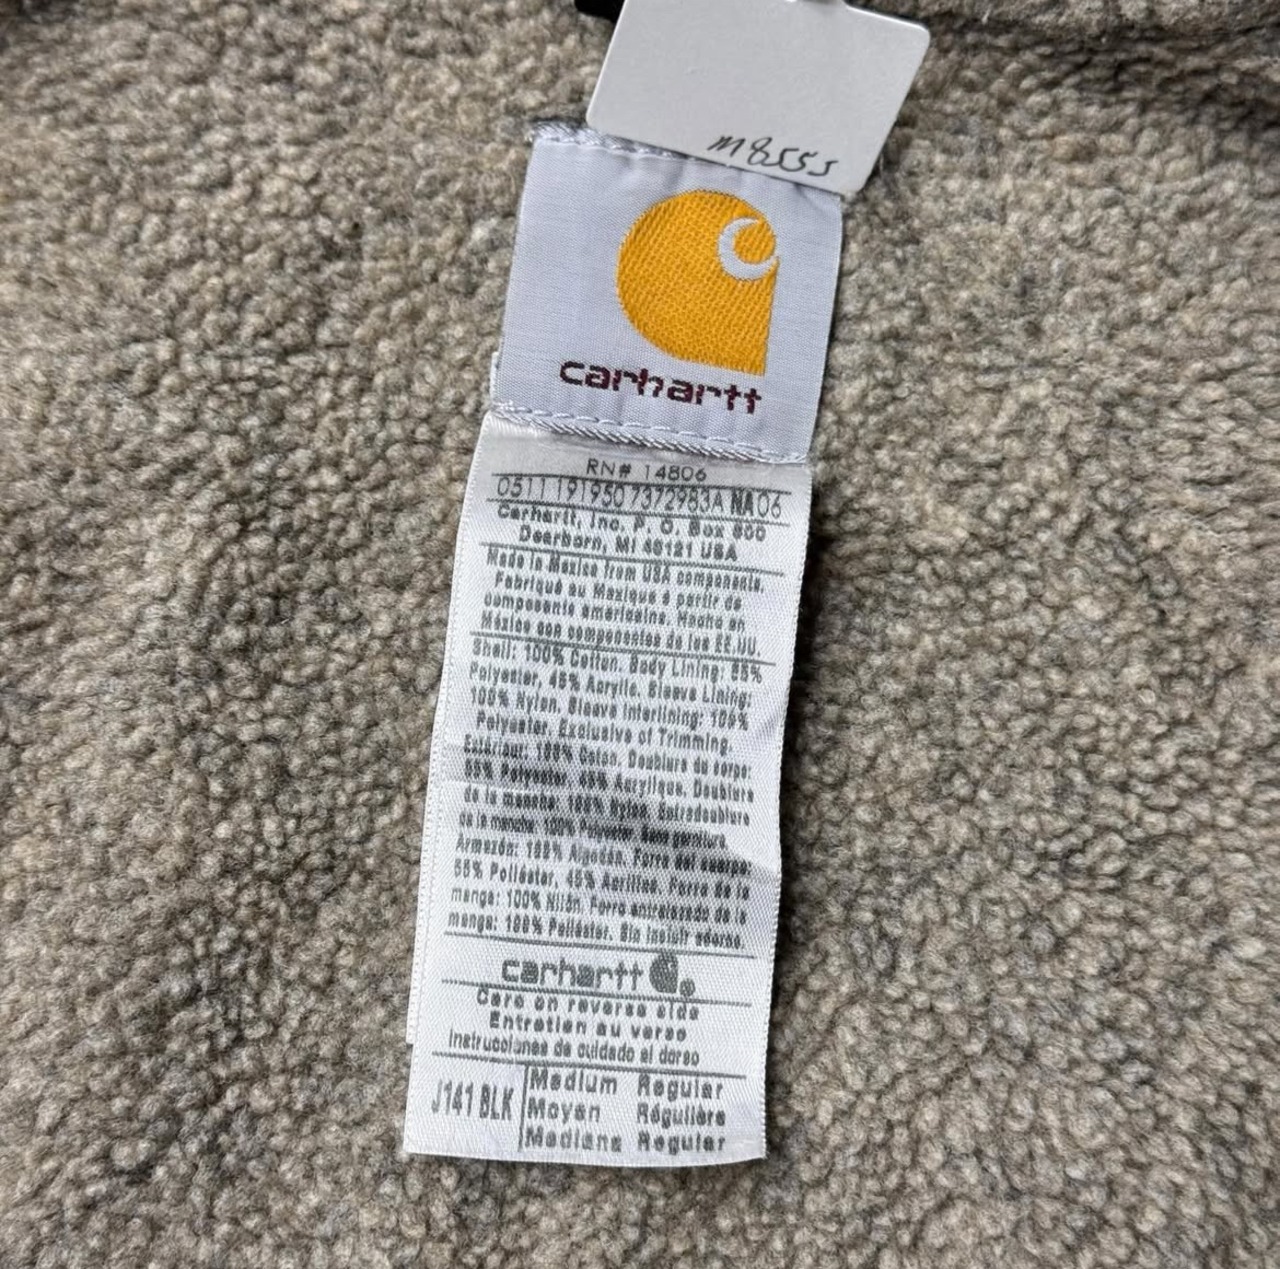 m8555
carhartt
RN# 14806
0511 191950 7372983A NA 06
Carhartt, Inc. P. O. Box 600
Dearborn, MI 48121 USA
Made in Mexico from USA components.
Fabriqué au Mexique à partir de
composants américains. Hecho en
México con componentes de los EE.UU.
Shell: 100% Cotton. Body Lining: 55%
Polyester, 45% Acrylic. Sleeve Lining:
100% Nylon. Sleeve Interlining: 100%
Polyester, Exclusive of Trimming.
Extérieur: 100% Coton. Doublure du corps:
55% Polyester, 45% Acrylique. Doublure
de la manche: 100% Nylon. Entredoublure
de la manche: 100% Polyester. Sans garniture.
Armazón: 100% Algodón. Forro del cuerpo:
55% Poliéster, 45% Acrílico. Forro de la
manga: 100% Nilón. Forro entrelazado de la
manga: 100% Poliéster. Sin incluir adorno.
carhartt
Care on reverse side
Entretien au verso
Instrucciones de cuidado al dorso
J141 BLK
Medium Regular
Moyen Régulière
Mediana Regular